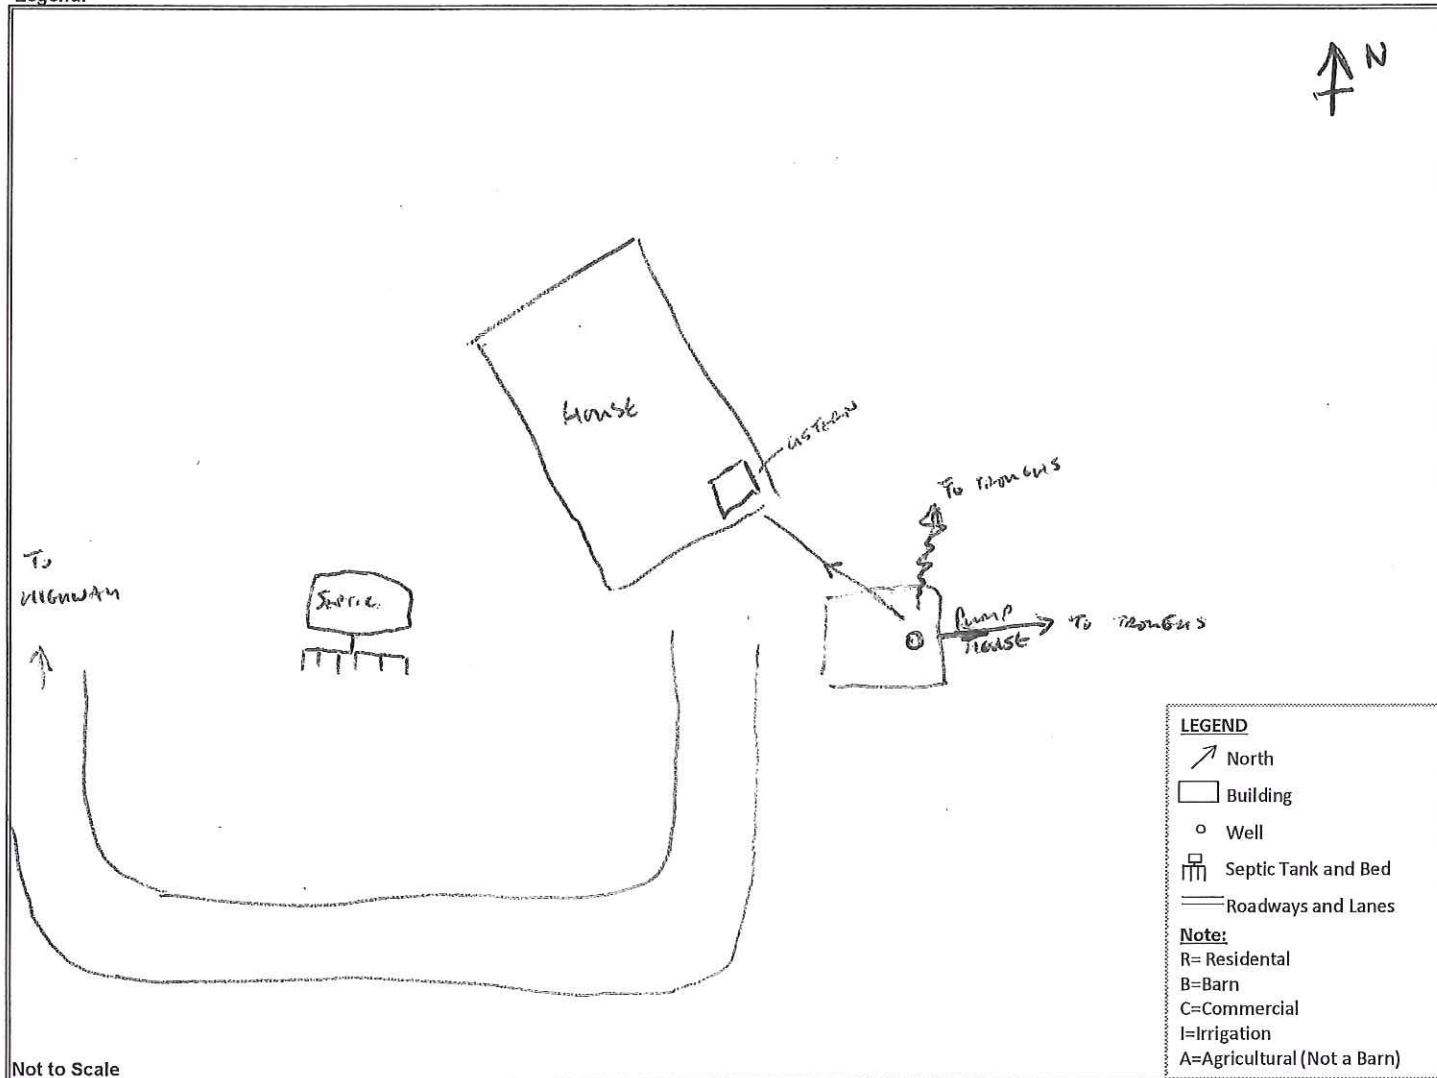 Legend:
N
HOUSE
CISTERN
TO TROUGHS
TO
HIGHWAY
SEPTIC
PUMP
HOUSE
TO TROUGHS
LEGEND
North
Building
Well
Septic Tank and Bed
Roadways and Lanes
Note:
R= Residental
B=Barn
C=Commercial
I=Irrigation
A=Agricultural (Not a Barn)
Not to Scale